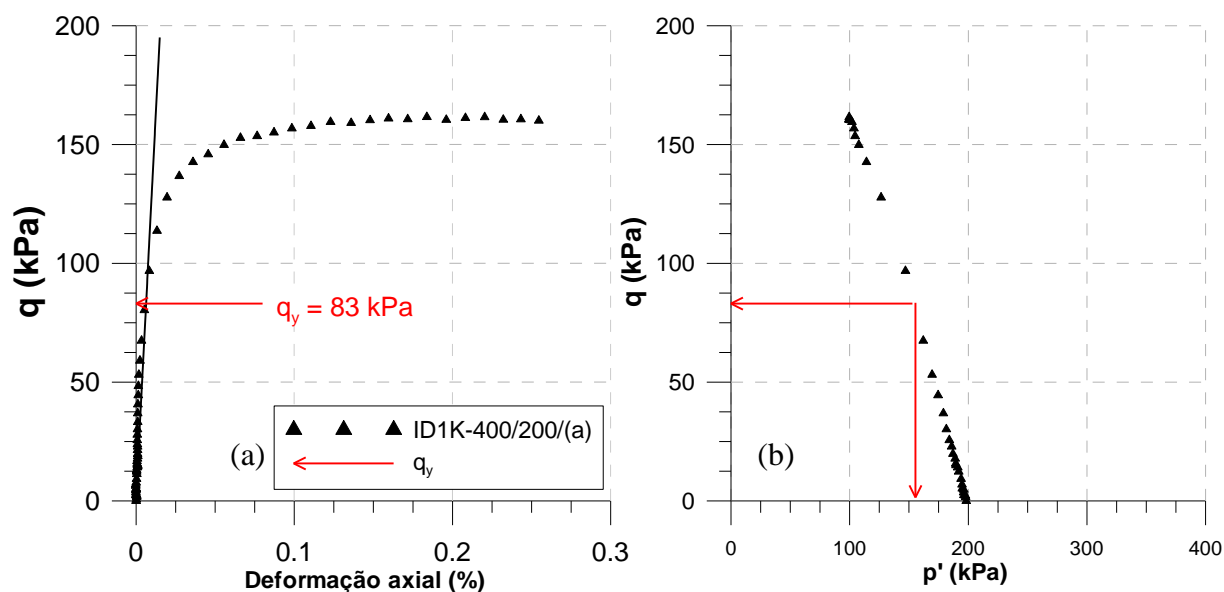 200
150
100
50
0
q (kPa)
q_y = 83 kPa
(a)
ID1K-400/200/(a)
q_y
0 0.1 0.2 0.3
Deformação axial (%)
200
150
100
50
0
q (kPa)
(b)
0 100 200 300 400
p' (kPa)